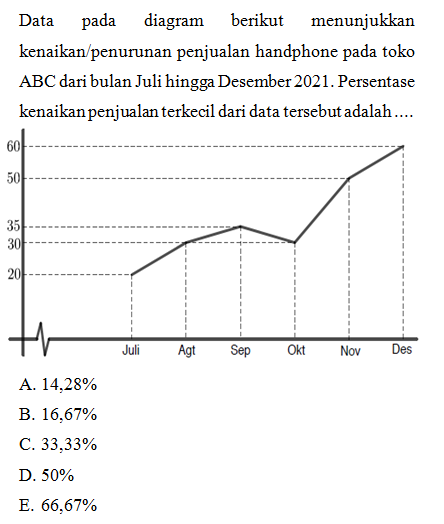 Data pada diagram berikut menunjukkan
kenaikan/penurunan penjualan handphone pada toko
ABC dari bulan Juli hingga Desember 2021. Persentase
kenaikan penjualan terkecil dari data tersebut adalah ....
60
50
35
30
20
Juli Agt Sep Okt Nov Des
A. 14,28%
B. 16,67%
C. 33,33%
D. 50%
E. 66,67%